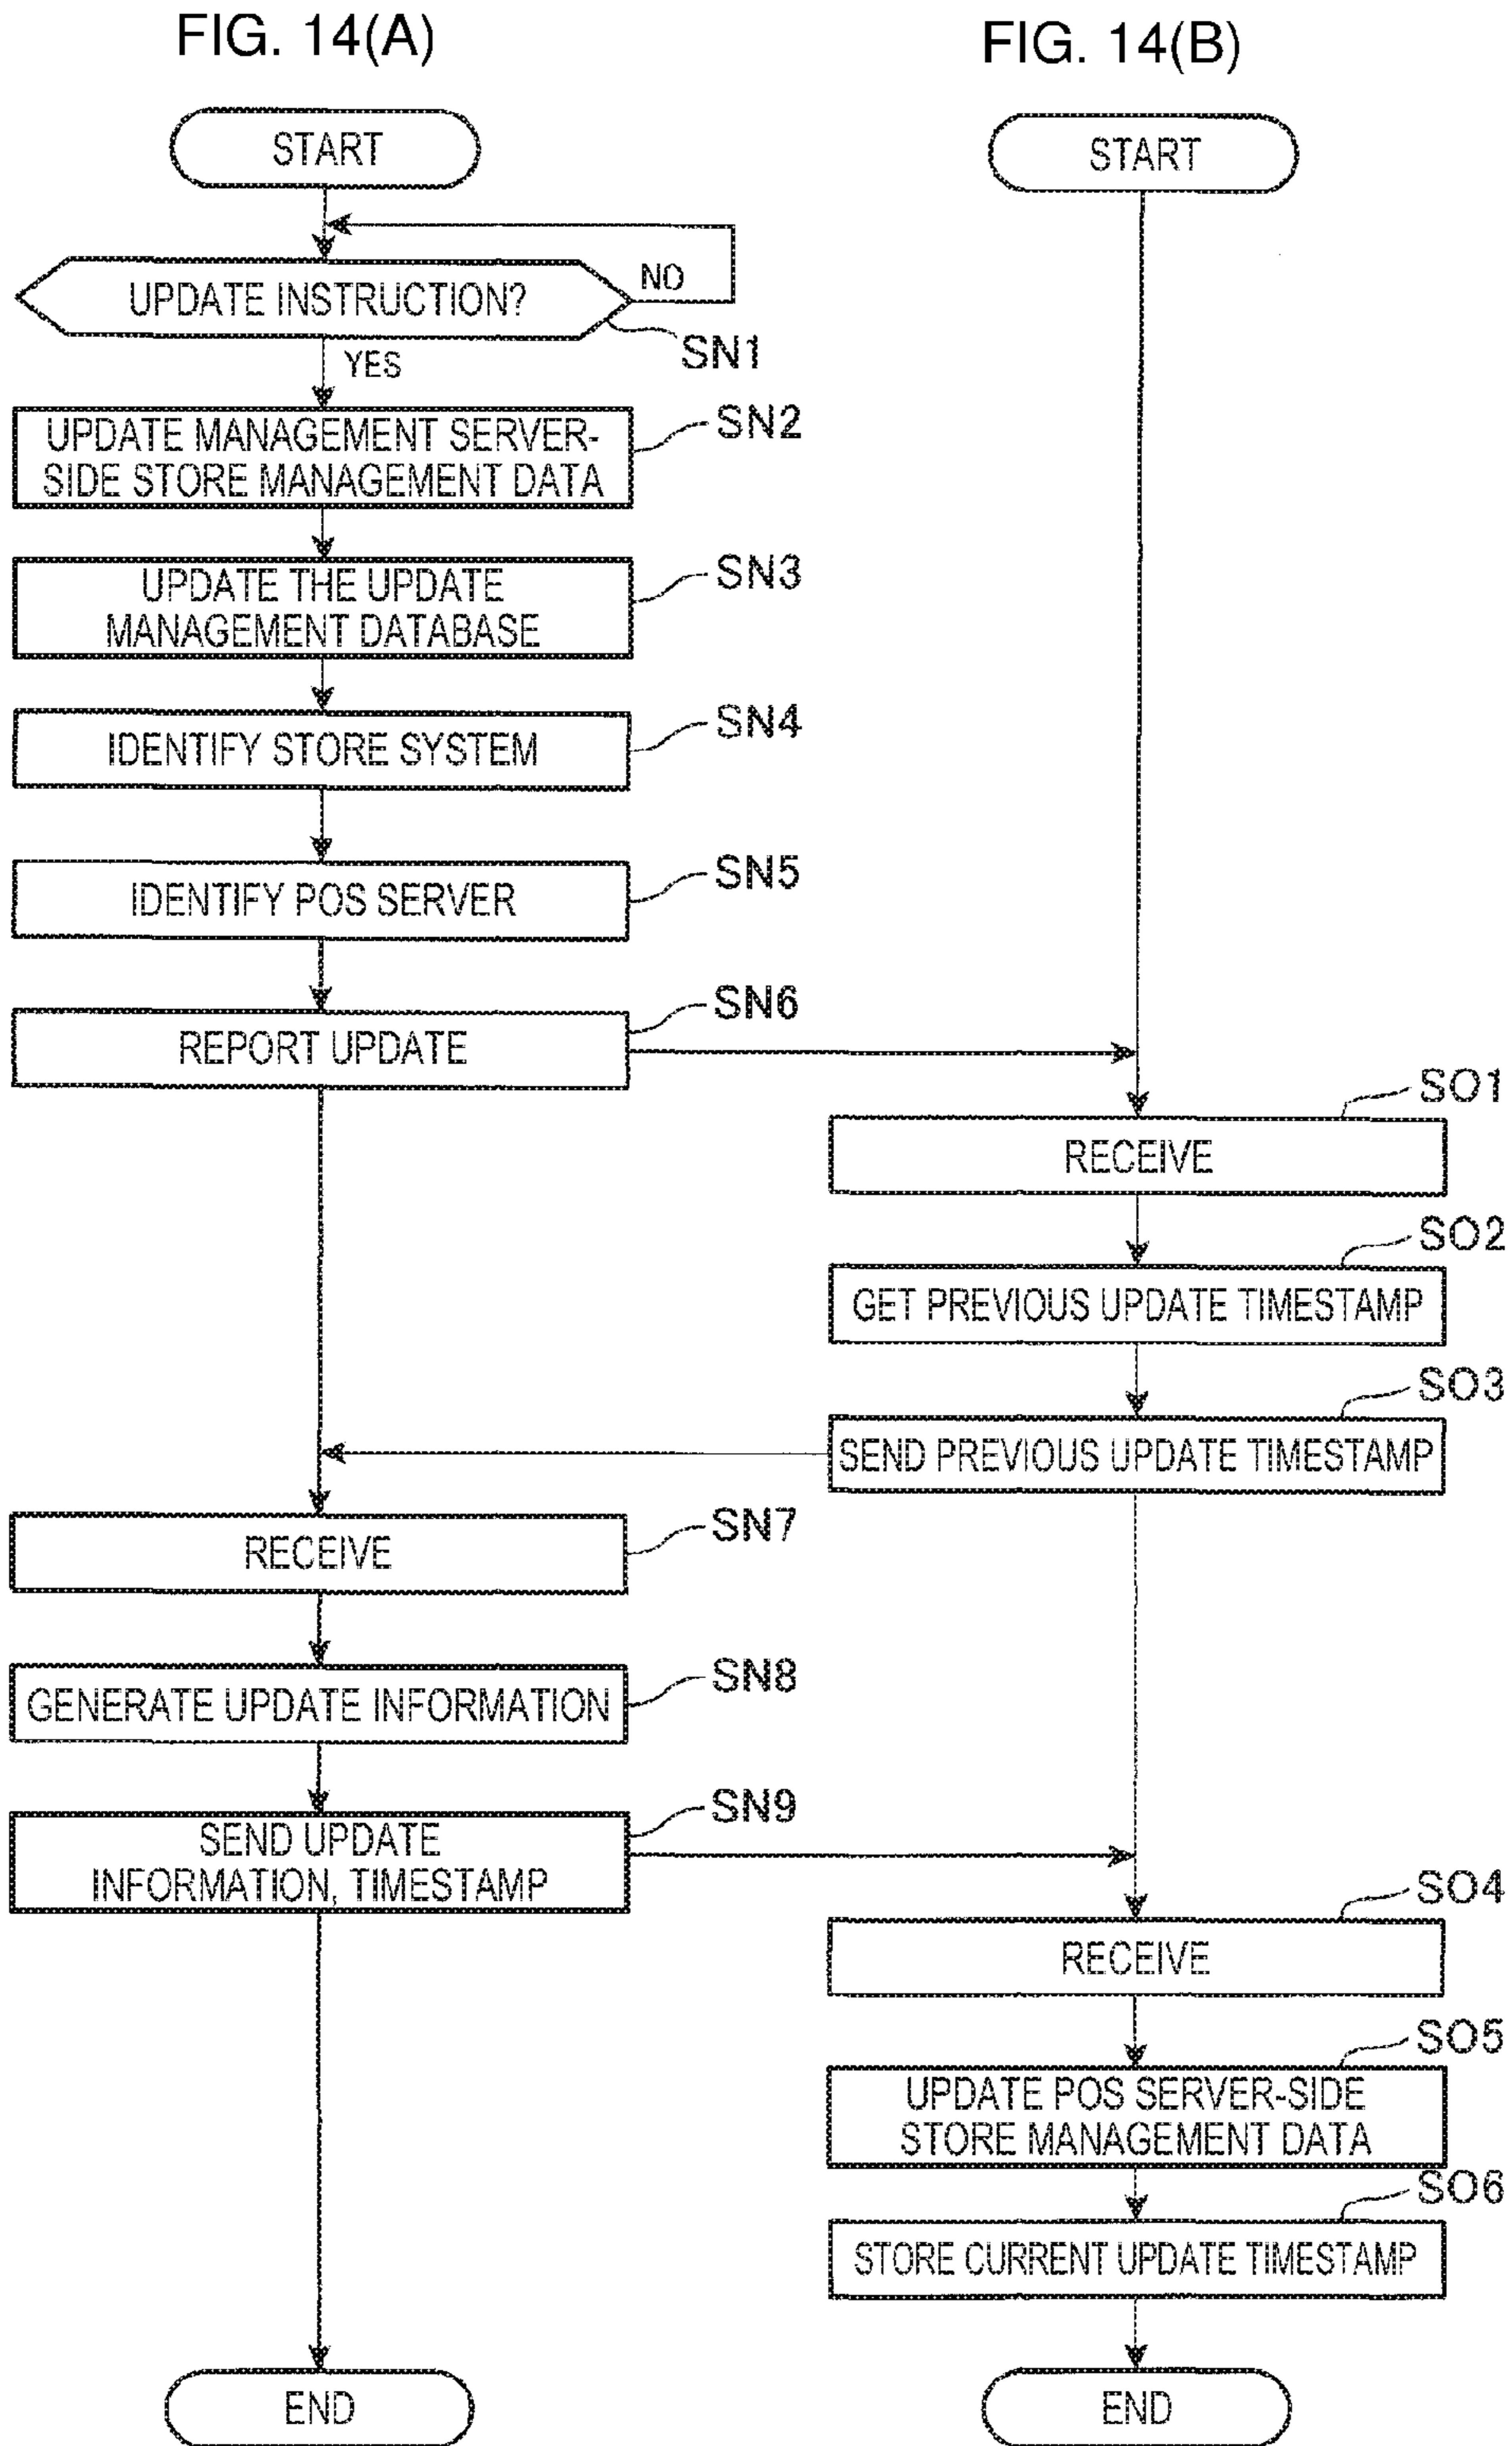 FIG. 14(A)
START
UPDATE INSTRUCTION?
NO
SN1
YES
UPDATE MANAGEMENT SERVER-
SIDE STORE MANAGEMENT DATA
SN2
UPDATE THE UPDATE
MANAGEMENT DATABASE
SN3
IDENTIFY STORE SYSTEM
SN4
IDENTIFY POS SERVER
SN5
REPORT UPDATE
SN6
RECEIVE
SN7
GENERATE UPDATE INFORMATION
SN8
SEND UPDATE
INFORMATION, TIMESTAMP
SN9
END
FIG. 14(B)
START
SO1
RECEIVE
SO2
GET PREVIOUS UPDATE TIMESTAMP
SO3
SEND PREVIOUS UPDATE TIMESTAMP
SO4
RECEIVE
SO5
UPDATE POS SERVER-SIDE
STORE MANAGEMENT DATA
SO6
STORE CURRENT UPDATE TIMESTAMP
END